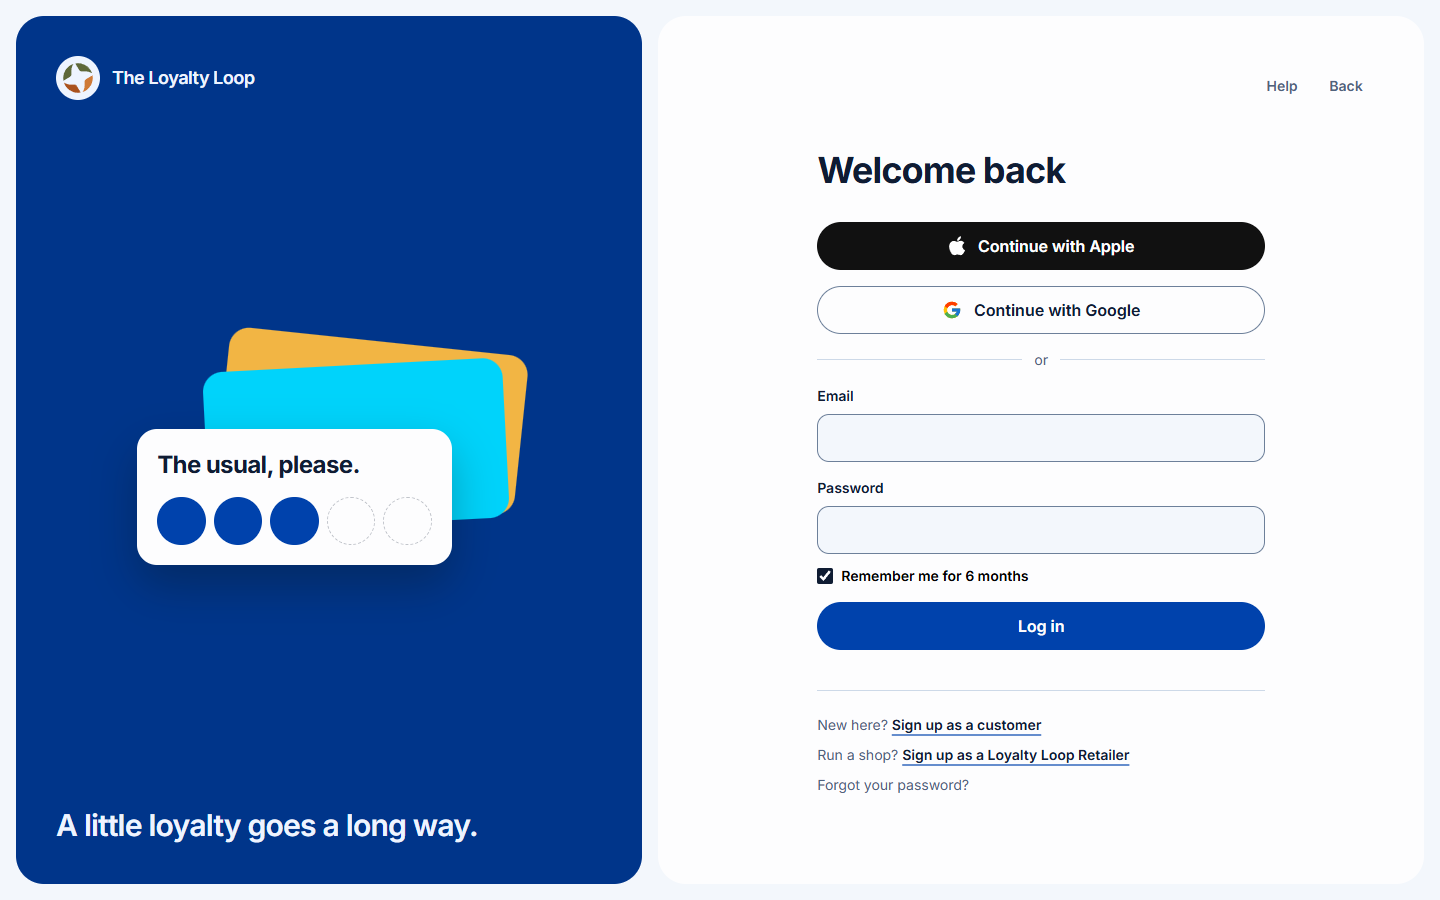 The Loyalty Loop
The usual, please.
A little loyalty goes a long way.
Help
Back
Welcome back
Continue with Apple
Continue with Google
or
Email
Password
Remember me for 6 months
Log in
New here? Sign up as a customer
Run a shop? Sign up as a Loyalty Loop Retailer
Forgot your password?